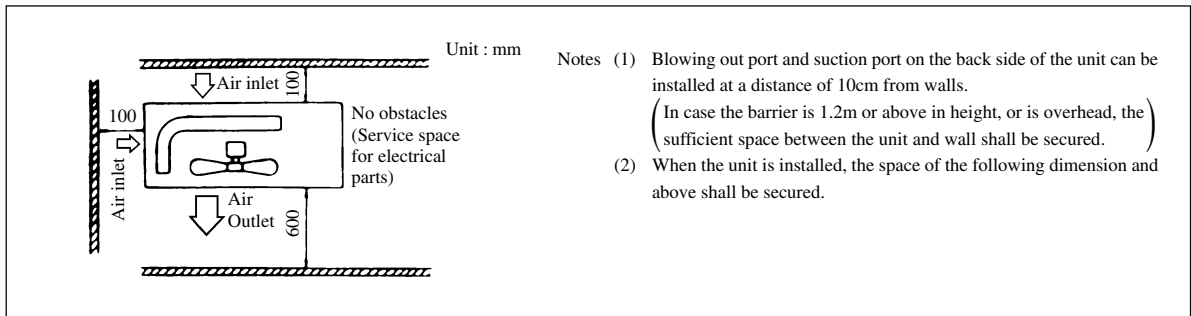 Unit : mm
Air inlet
100
100
Air inlet
No obstacles
(Service space
for electrical
parts)
Air
Outlet
600
Notes (1) Blowing out port and suction port on the back side of the unit can be
installed at a distance of 10cm from walls.
(In case the barrier is 1.2m or above in height, or is overhead, the
sufficient space between the unit and wall shall be secured.)
(2) When the unit is installed, the space of the following dimension and
above shall be secured.